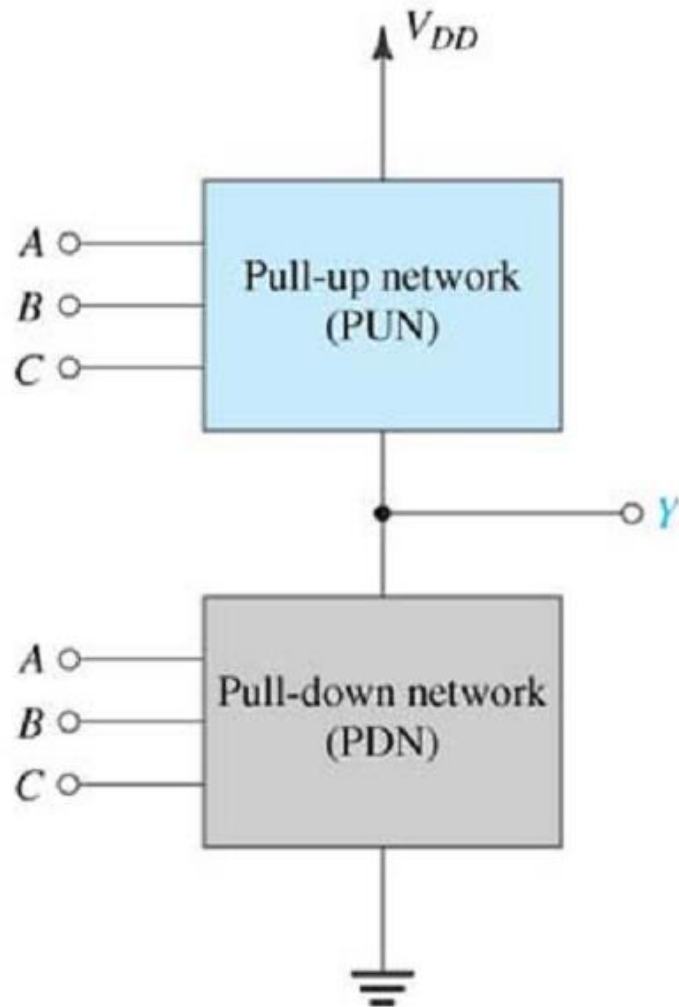 V_DD
A
B
C
Pull-up network
(PUN)
Y
A
B
C
Pull-down network
(PDN)